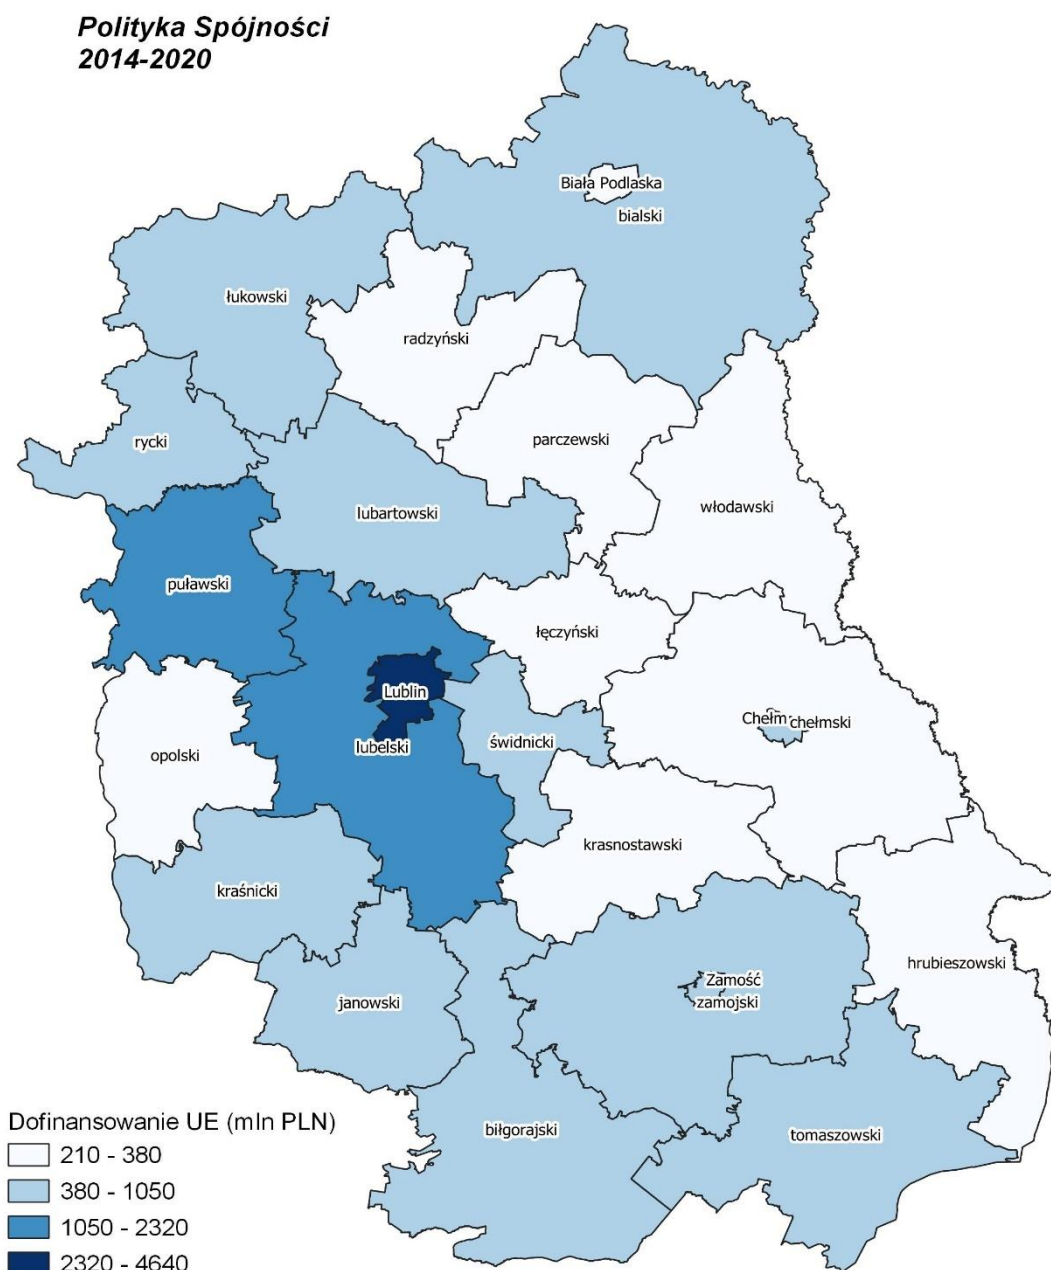 Polityka Spójności
2014-2020
Biała Podlaska
bialski
łukowski
radzyński
rycki
parczewski
lubartowski
włodawski
puławski
łęczyński
Lublin
Chełm
chełmski
lubelski
świdnicki
opolski
krasnostawski
kraśnicki
hrubieszowski
Zamość
zamojski
janowski
biłgorajski
tomaszowski
Dofinansowanie UE (mln PLN)
210 - 380
380 - 1050
1050 - 2320
2320 - 4640